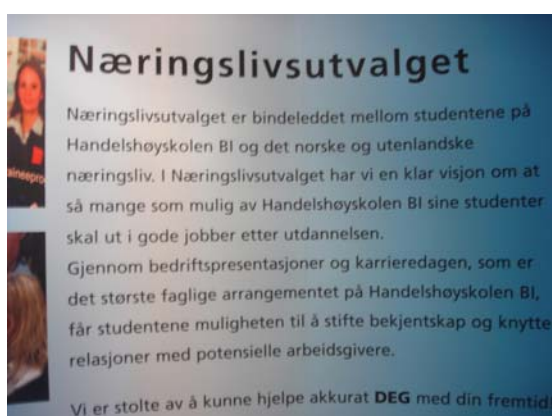 Næringslivsutvalget
Næringslivsutvalget er bindeleddet mellom studentene på
Handelshøyskolen BI og det norske og utenlandske
næringsliv. I Næringslivsutvalget har vi en klar visjon om at
så mange som mulig av Handelshøyskolen BI sine studenter
skal ut i gode jobber etter utdannelsen.
Gjennom bedriftspresentasjoner og karrieredagen, som er
det største faglige arrangementet på Handelshøyskolen BI,
får studentene muligheten til å stifte bekjentskap og knytte
relasjoner med potensielle arbeidsgivere.
Vi er stolte av å kunne hjelpe akkurat DEG med din fremtid